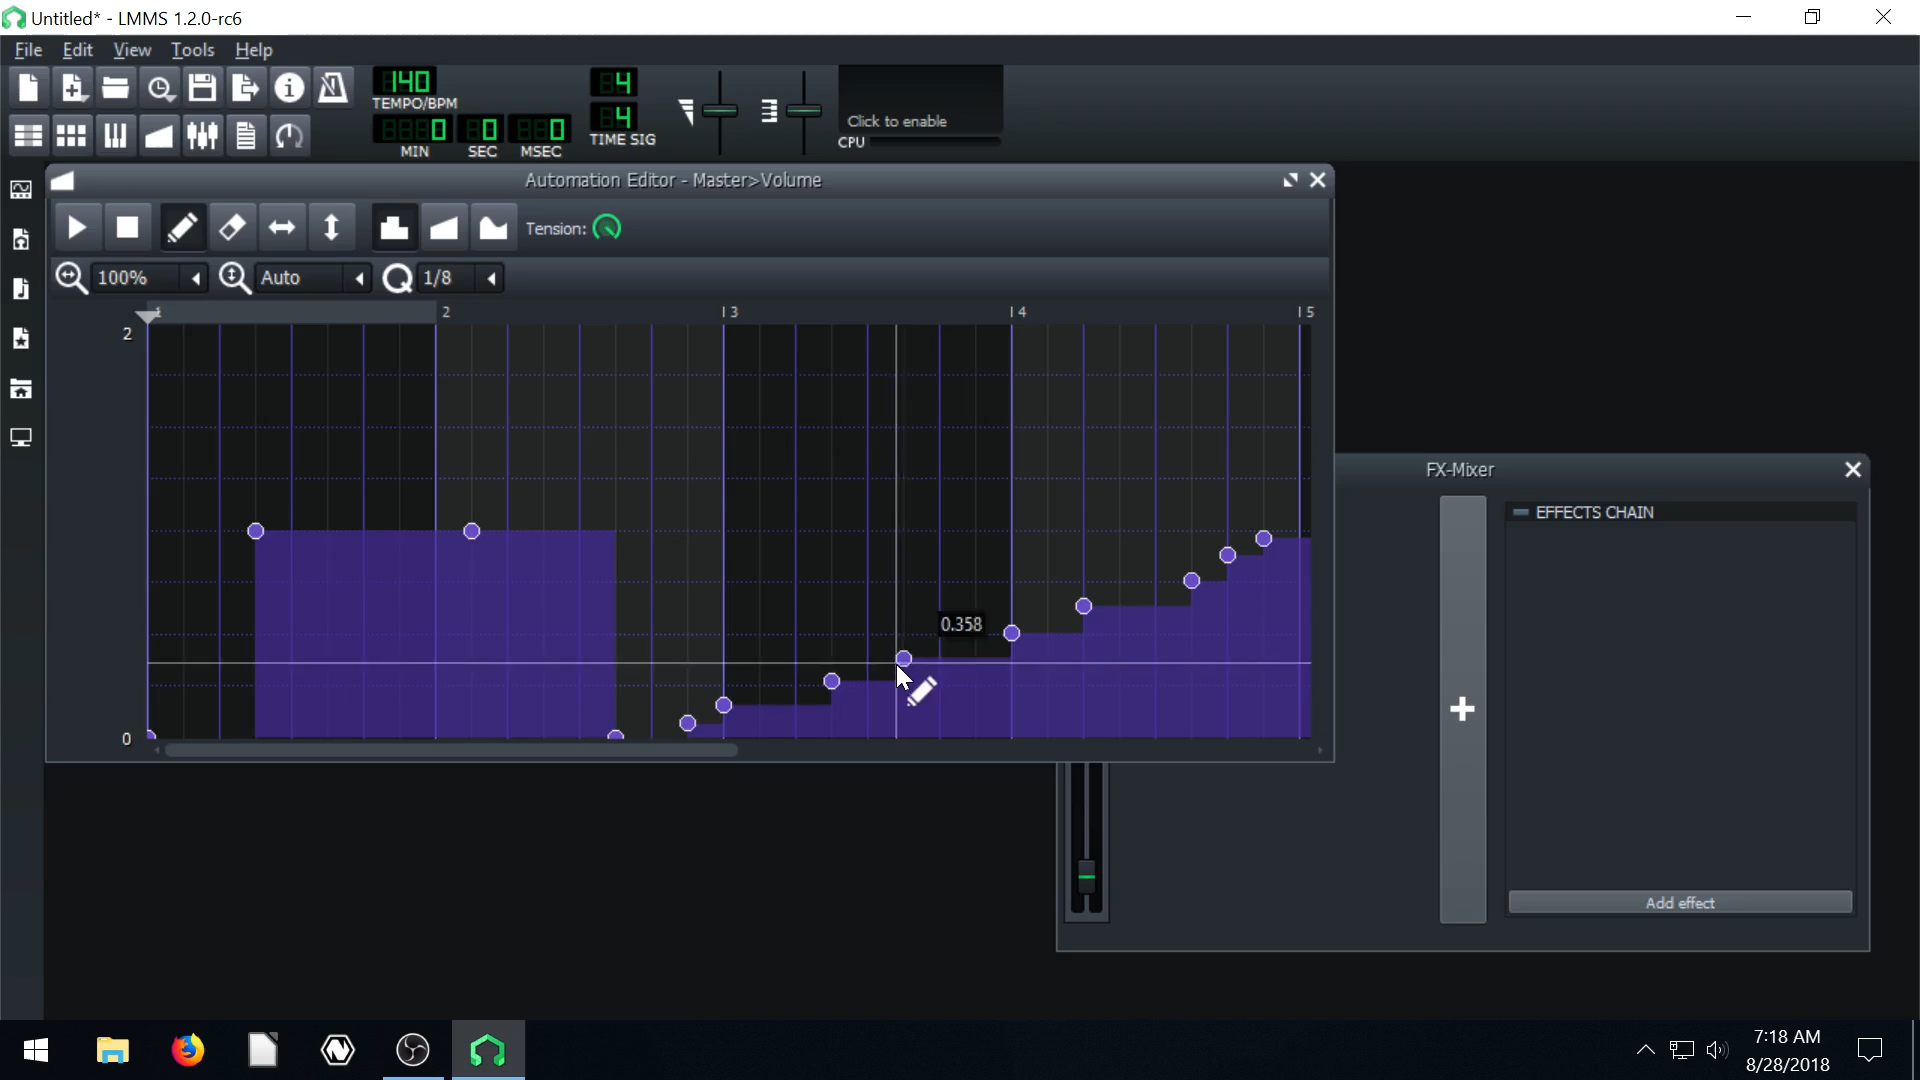 Untitled* - LMMS 1.2.0-rc6
File Edit View Tools Help
140
TEMPO/BPM
0 0 0
MIN SEC MSEC
4
4
TIME SIG
Click to enable
CPU
Automation Editor - Master>Volume
Tension:
100% Auto Q 1/8
1 2 3 4 5
2
0.358
0
FX-Mixer
EFFECTS CHAIN
Add effect
7:18 AM
8/28/2018